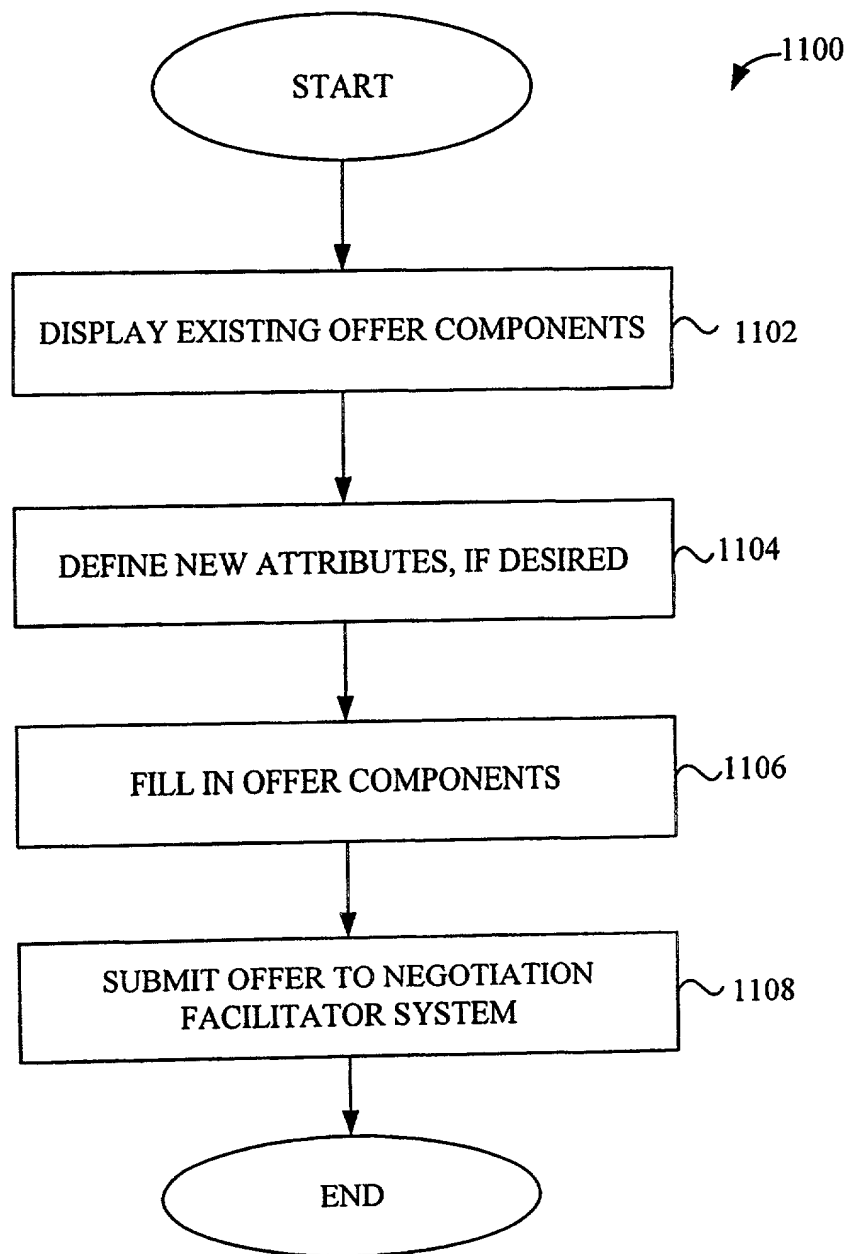 START
1100
DISPLAY EXISTING OFFER COMPONENTS
1102
DEFINE NEW ATTRIBUTES, IF DESIRED
1104
FILL IN OFFER COMPONENTS
1106
SUBMIT OFFER TO NEGOTIATION
FACILITATOR SYSTEM
1108
END